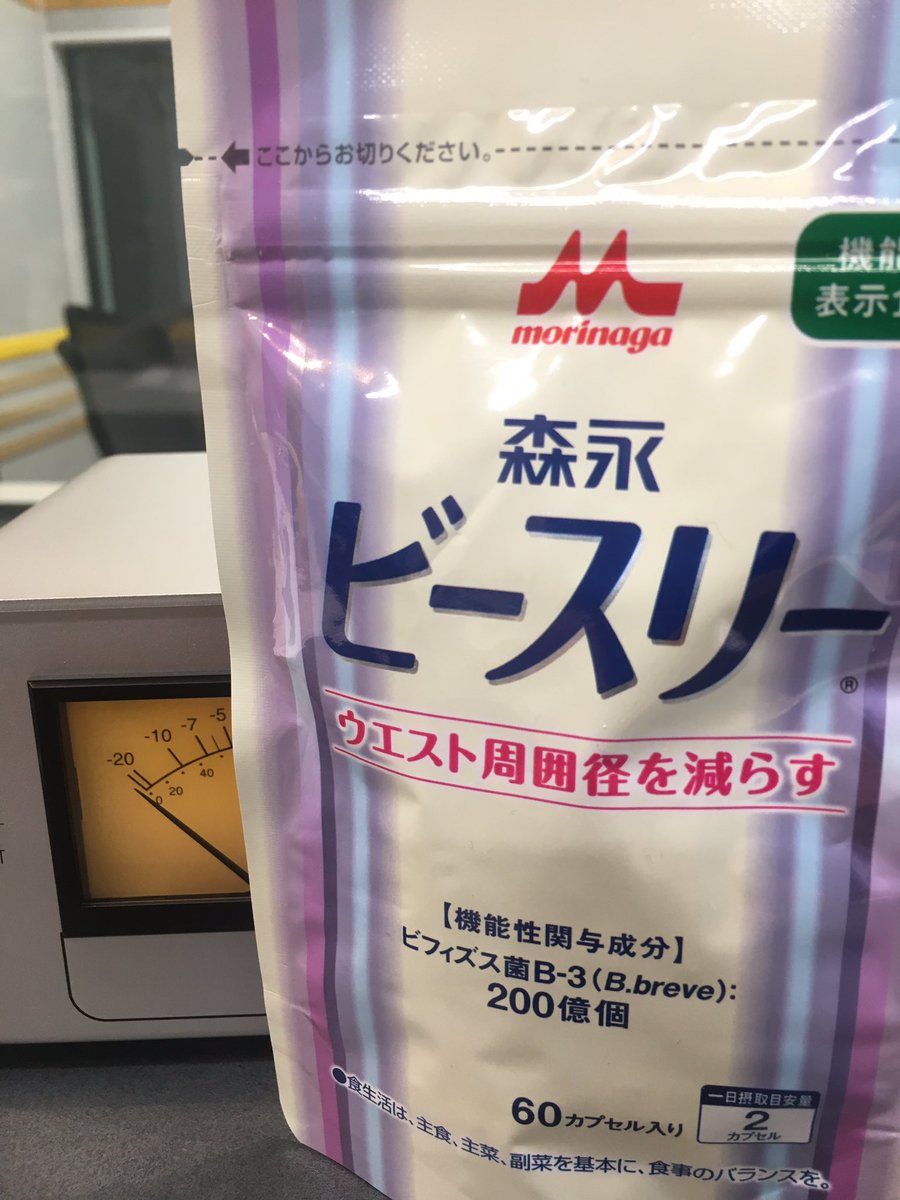 ここからお切りください。
morinaga
機能
表示
森永
ビースリー®
ウエスト周囲径を減らす
-20 -10 -7 -5
0 20 40
【機能性関与成分】
ビフィズス菌B-3(B.breve):
200億個
60カプセル入り
一日摂取目安量
2
カプセル
●食生活は、主食、主菜、副菜を基本に、食事のバランスを。